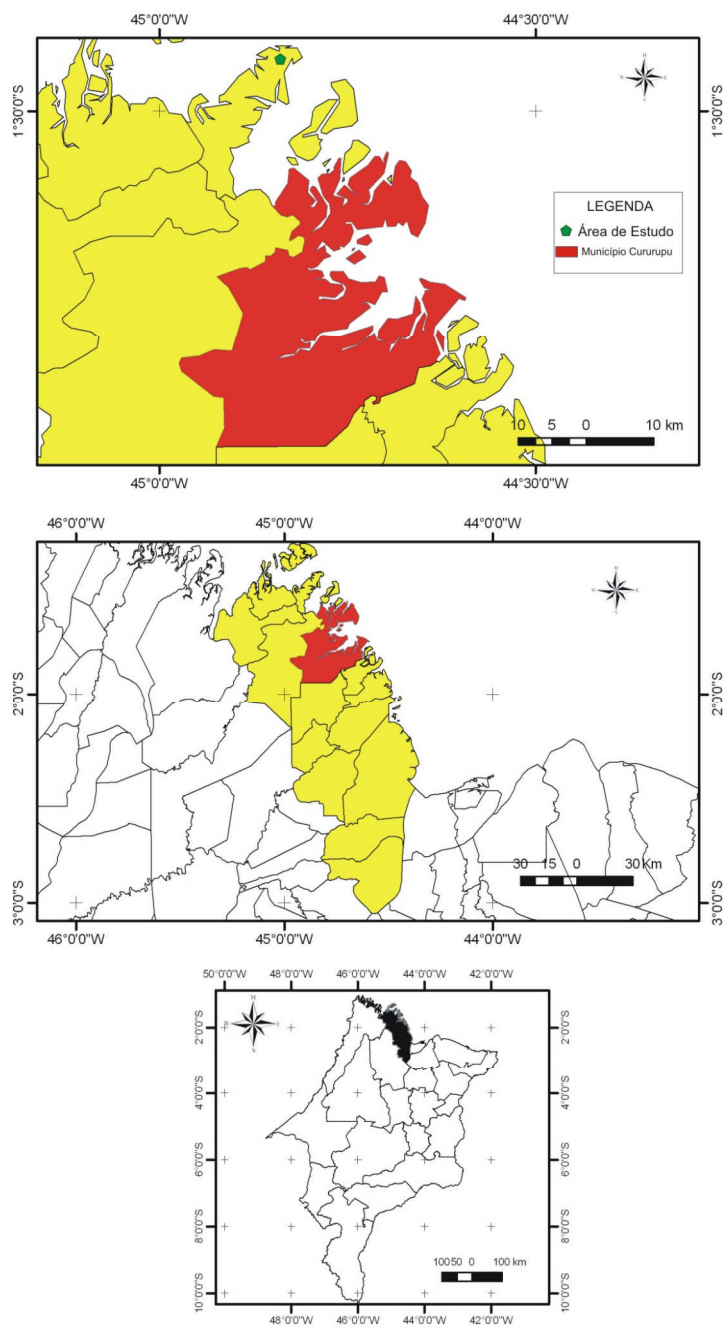 45°0'0"W 44°30'0"W
1°30'0"S 1°30'0"S
LEGENDA
Área de Estudo
Município Cururupu
10 5 0 10 km
45°0'0"W 44°30'0"W
46°0'0"W 45°0'0"W 44°0'0"W
2°0'0"S 2°0'0"S
30 15 0 30 Km
3°0'0"S 3°0'0"S
46°0'0"W 45°0'0"W 44°0'0"W
50°0'0"W 48°0'0"W 46°0'0"W 44°0'0"W 42°0'0"W
2°0'0"S 2°0'0"S
4°0'0"S 4°0'0"S
6°0'0"S 6°0'0"S
8°0'0"S 8°0'0"S
10050 0 100 km
10°0'0"S 10°0'0"S
48°0'0"W 46°0'0"W 44°0'0"W 42°0'0"W